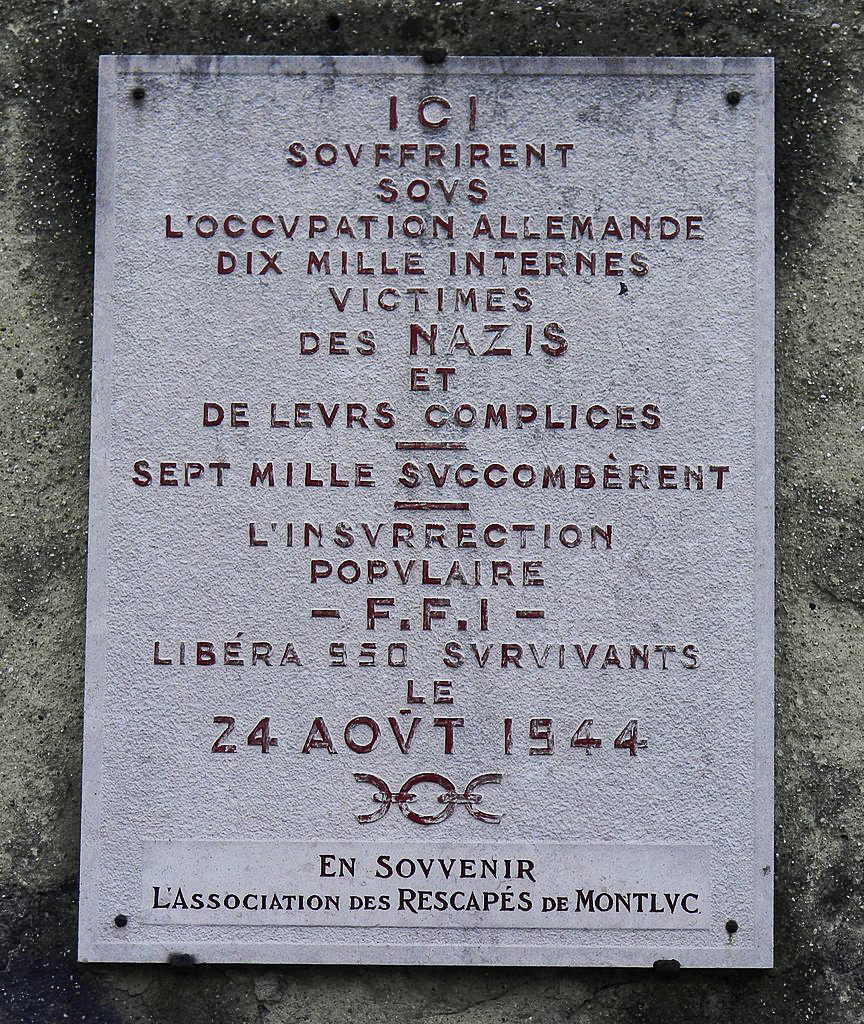 ICI
SOVFFRIRENT
SOVS
L'OCCVPATION ALLEMANDE
DIX MILLE INTERNES
VICTIMES
DES NAZIS
ET
DE LEVRS COMPLICES
SEPT MILLE SVCCOMBÈRENT
L'INSVRRECTION
POPVLAIRE
- F.F.I -
LIBÉRA 950 SVRVIVANTS
LE
24 AOV̂T 1944
EN SOVVENIR
L'ASSOCIATION DES RESCAPÉS DE MONTLVC